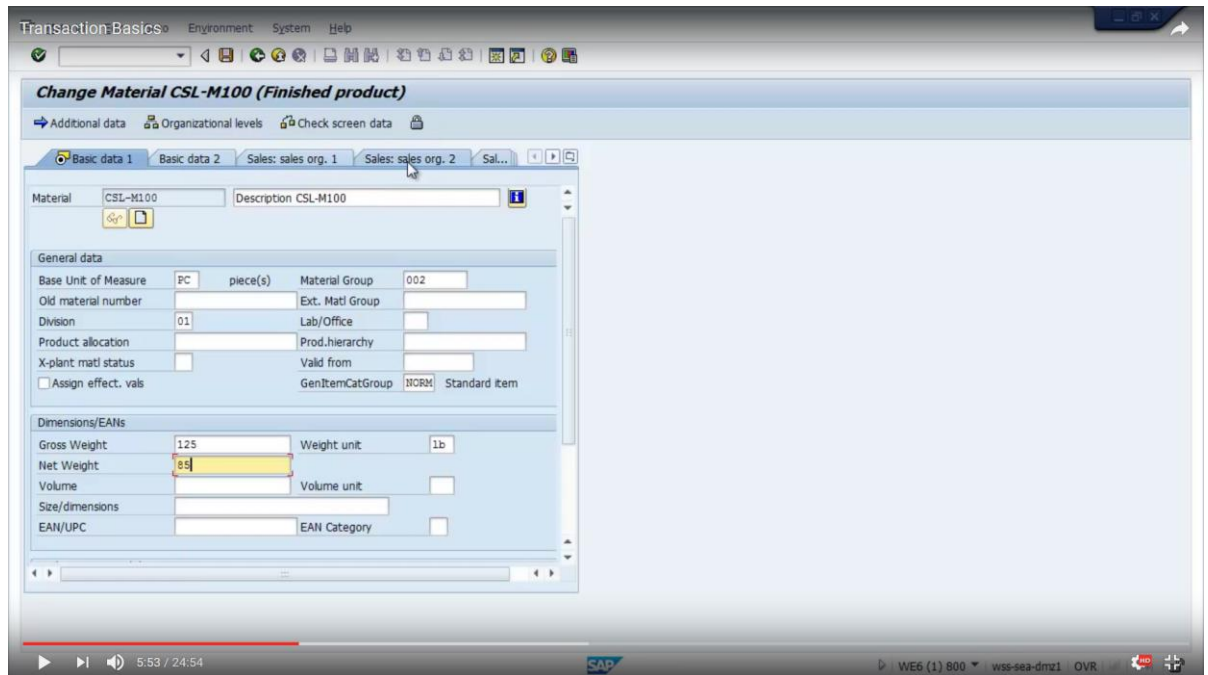 Transaction Basics Environment System Help
Change Material CSL-M100 (Finished product)
Additional data Organizational levels Check screen data
Basic data 1 Basic data 2 Sales: sales org. 1 Sales: sales org. 2 Sal...
Material CSL-M100 Description CSL-M100
General data
Base Unit of Measure PC piece(s) Material Group 002
Old material number Ext. Matl Group
Division 01 Lab/Office
Product allocation Prod.hierarchy
X-plant matl status Valid from
Assign effect. vals GenItemCatGroup NORM Standard item
Dimensions/EANs
Gross Weight 125 Weight unit lb
Net Weight 85
Volume Volume unit
Size/dimensions
EAN/UPC EAN Category
5:53 / 24:54 SAP WE6 (1) 800 wss-sea-dmz1 OVR HD